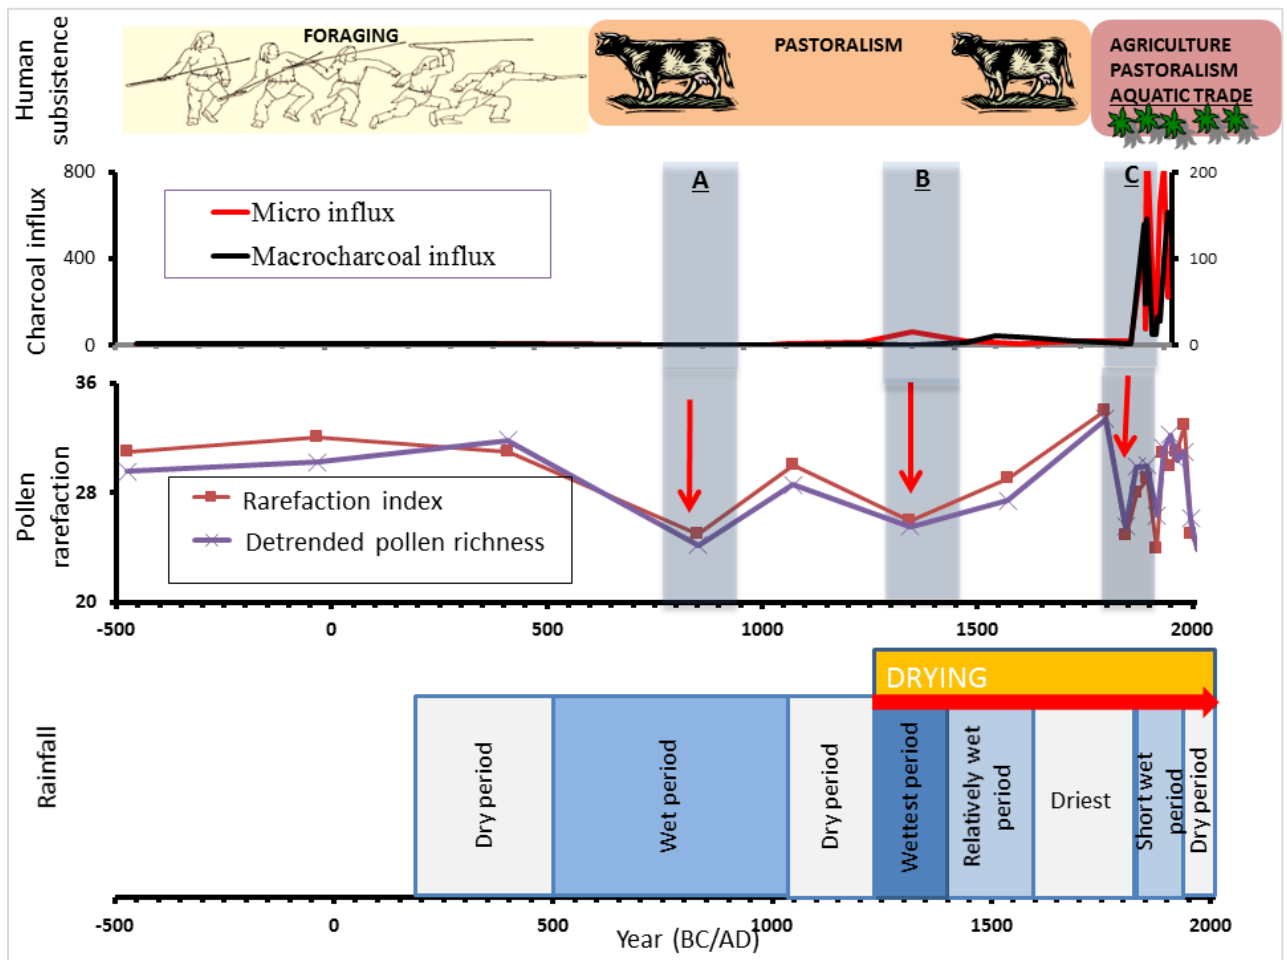 Human
subsistence
FORAGING
PASTORALISM
AGRICULTURE
PASTORALISM
AQUATIC TRADE
Charcoal influx
800
400
0
200
100
0
A
B
C
Micro influx
Macrocharcoal influx
Pollen
rarefaction
36
28
20
Rarefaction index
Detrended pollen richness
-500
0
500
1000
1500
2000
Rainfall
DRYING
Dry period
Wet period
Dry period
Wettest period
Relatively wet
period
Driest
Short wet
period
Dry period
-500
0
500
1000
1500
2000
Year (BC/AD)